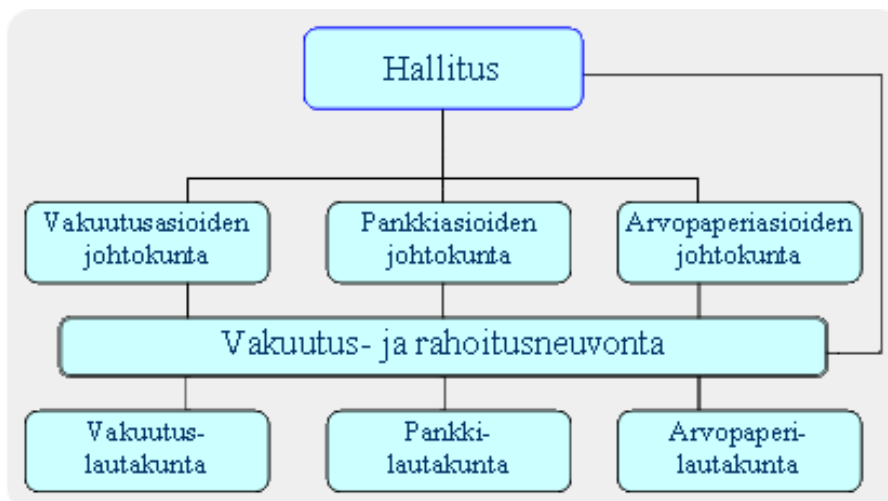 Hallitus
Vakuutusasioiden
johtokunta
Pankkiasioiden
johtokunta
Arvopaperiasioiden
johtokunta
Vakuutus- ja rahoitusneuvonta
Vakuutus-
lautakunta
Pankki-
lautakunta
Arvopaperi-
lautakunta